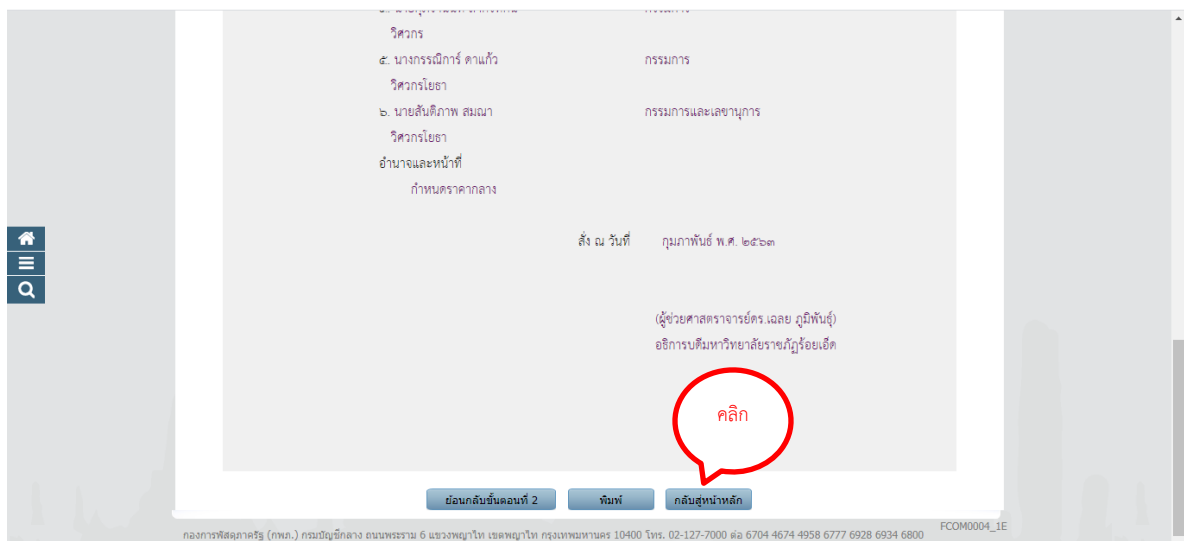 วิศวกร
๕. นางกรรณิการ์ ดาแก้ว กรรมการ
วิศวกรโยธา
๖. นายสันติภาพ สมณา กรรมการและเลขานุการ
วิศวกรโยธา
อำนาจและหน้าที่
กำหนดราคากลาง
สั่ง ณ วันที่ กุมภาพันธ์ พ.ศ. ๒๕๖๓
(ผู้ช่วยศาสตราจารย์ดร.เฉลย ภูมิพันธุ์)
อธิการบดีมหาวิทยาลัยราชภัฏร้อยเอ็ด
คลิก
ย้อนกลับขั้นตอนที่ 2 พิมพ์ กลับสู่หน้าหลัก
FCOM0004_1E
กองการพัสดุภาครัฐ (กพภ.) กรมบัญชีกลาง ถนนพระราม 6 แขวงพญาไท เขตพญาไท กรุงเทพมหานคร 10400 โทร. 02-127-7000 ต่อ 6704 4674 4958 6777 6928 6934 6800